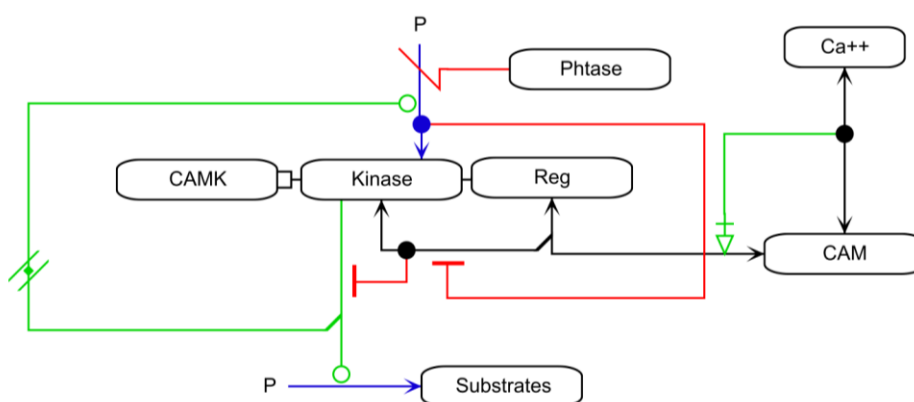 P
Ca++
Phtase
CAMK
Kinase
Reg
CAM
P
Substrates